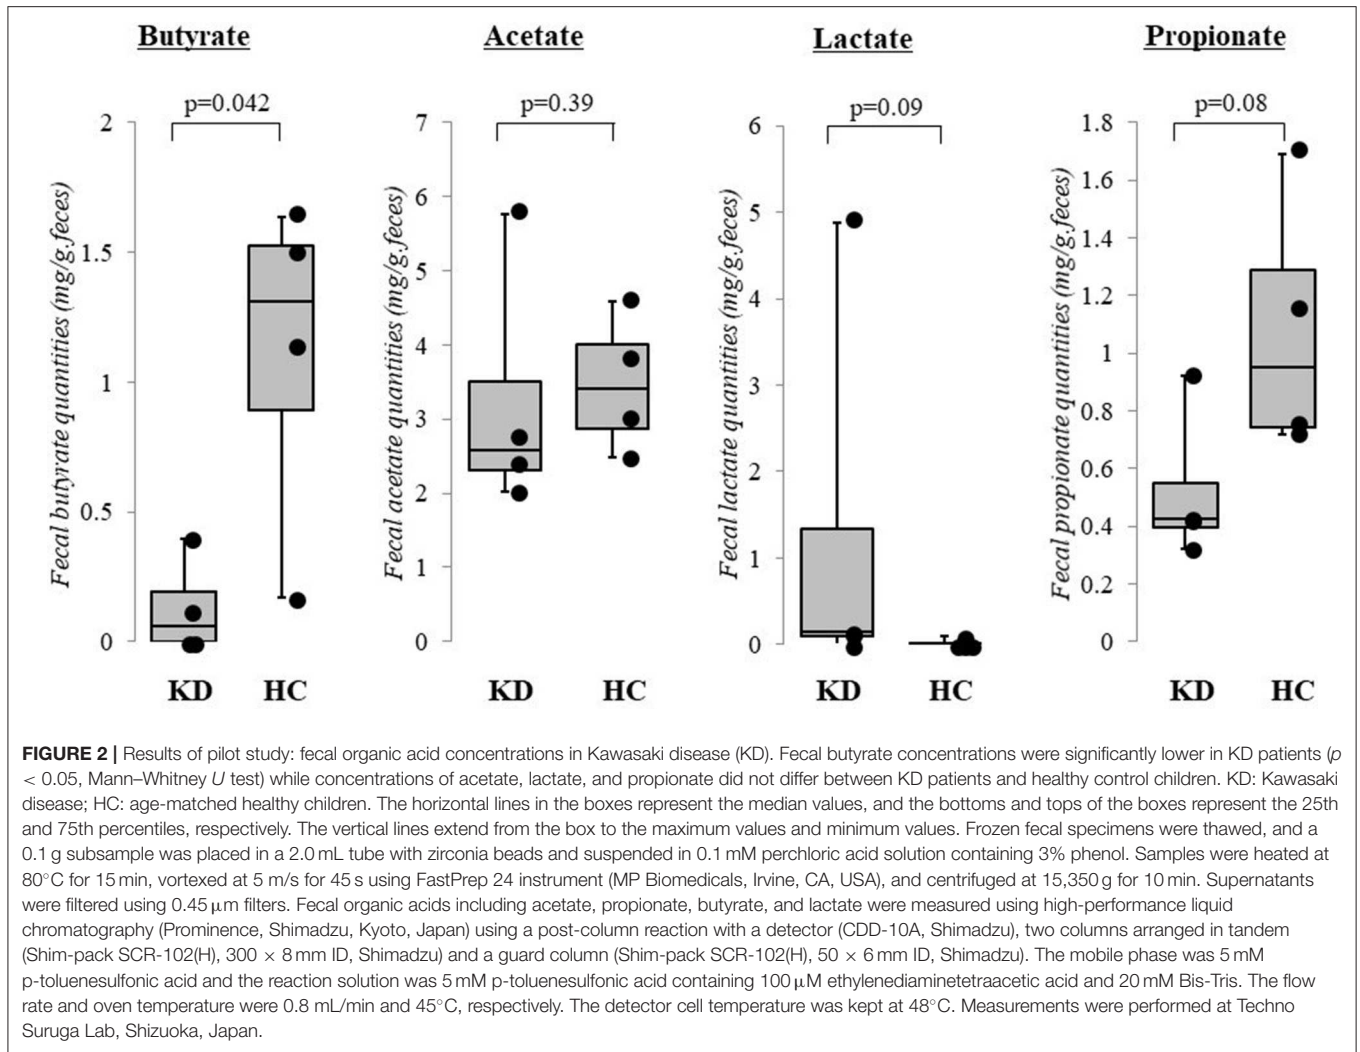 Butyrate
Acetate
Lactate
Propionate
p=0.042
p=0.39
p=0.09
p=0.08
Fecal butyrate quantities (mg/g.feces)
2
1.5
1
0.5
0
KD
HC
Fecal acetate quantities (mg/g.feces)
7
6
5
4
3
2
1
0
KD
HC
Fecal lactate quantities (mg/g.feces)
6
5
4
3
2
1
0
KD
HC
Fecal propionate quantities (mg/g.feces)
1.8
1.6
1.4
1.2
1
0.8
0.6
0.4
0.2
0
KD
HC
FIGURE 2 | Results of pilot study: fecal organic acid concentrations in Kawasaki disease (KD). Fecal butyrate concentrations were significantly lower in KD patients (p
< 0.05, Mann–Whitney U test) while concentrations of acetate, lactate, and propionate did not differ between KD patients and healthy control children. KD: Kawasaki
disease; HC: age-matched healthy children. The horizontal lines in the boxes represent the median values, and the bottoms and tops of the boxes represent the 25th
and 75th percentiles, respectively. The vertical lines extend from the box to the maximum values and minimum values. Frozen fecal specimens were thawed, and a
0.1 g subsample was placed in a 2.0 mL tube with zirconia beads and suspended in 0.1 mM perchloric acid solution containing 3% phenol. Samples were heated at
80°C for 15 min, vortexed at 5 m/s for 45 s using FastPrep 24 instrument (MP Biomedicals, Irvine, CA, USA), and centrifuged at 15,350 g for 10 min. Supernatants
were filtered using 0.45 μm filters. Fecal organic acids including acetate, propionate, butyrate, and lactate were measured using high-performance liquid
chromatography (Prominence, Shimadzu, Kyoto, Japan) using a post-column reaction with a detector (CDD-10A, Shimadzu), two columns arranged in tandem
(Shim-pack SCR-102(H), 300 × 8 mm ID, Shimadzu) and a guard column (Shim-pack SCR-102(H), 50 × 6 mm ID, Shimadzu). The mobile phase was 5 mM
p-toluenesulfonic acid and the reaction solution was 5 mM p-toluenesulfonic acid containing 100 μM ethylenediaminetetraacetic acid and 20 mM Bis-Tris. The flow
rate and oven temperature were 0.8 mL/min and 45°C, respectively. The detector cell temperature was kept at 48°C. Measurements were performed at Techno
Suruga Lab, Shizuoka, Japan.